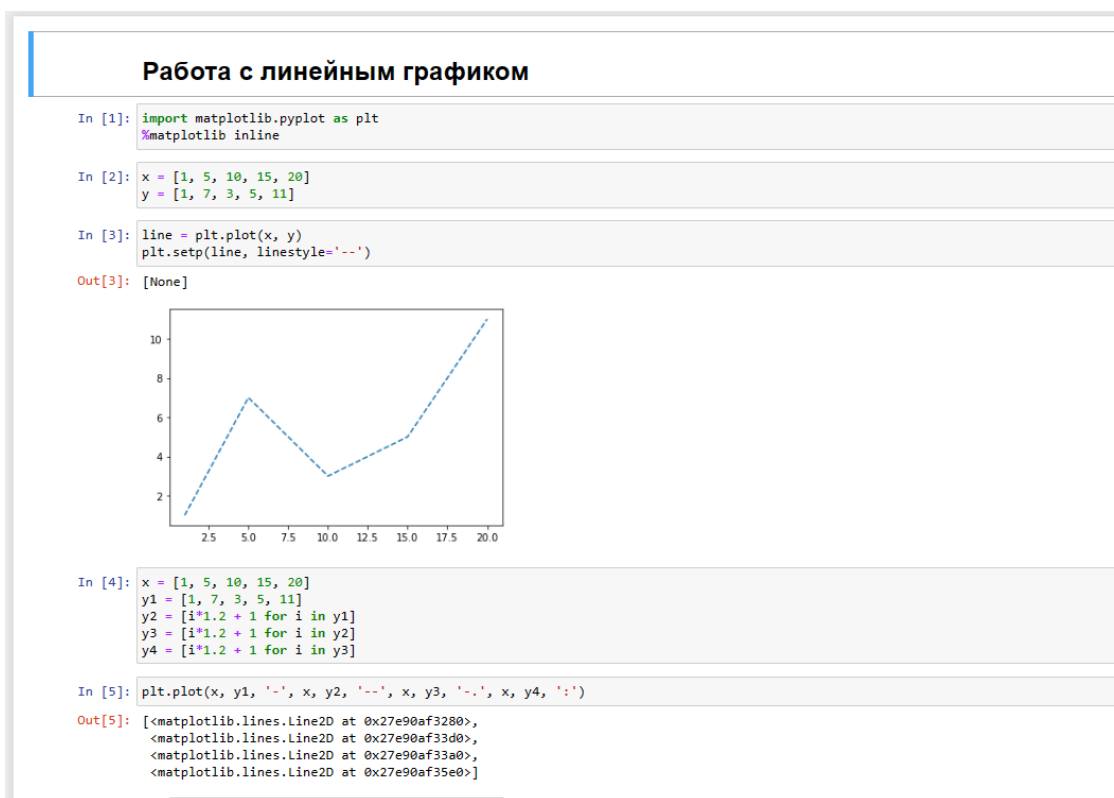 Работа с линейным графиком
In [1]: import matplotlib.pyplot as plt
%matplotlib inline
In [2]: x = [1, 5, 10, 15, 20]
y = [1, 7, 3, 5, 11]
In [3]: line = plt.plot(x, y)
plt.setp(line, linestyle='--')
Out[3]: [None]
10
8
6
4
2
2.5 5.0 7.5 10.0 12.5 15.0 17.5 20.0
In [4]: x = [1, 5, 10, 15, 20]
y1 = [1, 7, 3, 5, 11]
y2 = [i*1.2 + 1 for i in y1]
y3 = [i*1.2 + 1 for i in y2]
y4 = [i*1.2 + 1 for i in y3]
In [5]: plt.plot(x, y1, '-', x, y2, '--', x, y3, '-.', x, y4, ':')
Out[5]: [<matplotlib.lines.Line2D at 0x27e90af3280>,
<matplotlib.lines.Line2D at 0x27e90af33d0>,
<matplotlib.lines.Line2D at 0x27e90af33a0>,
<matplotlib.lines.Line2D at 0x27e90af35e0>]